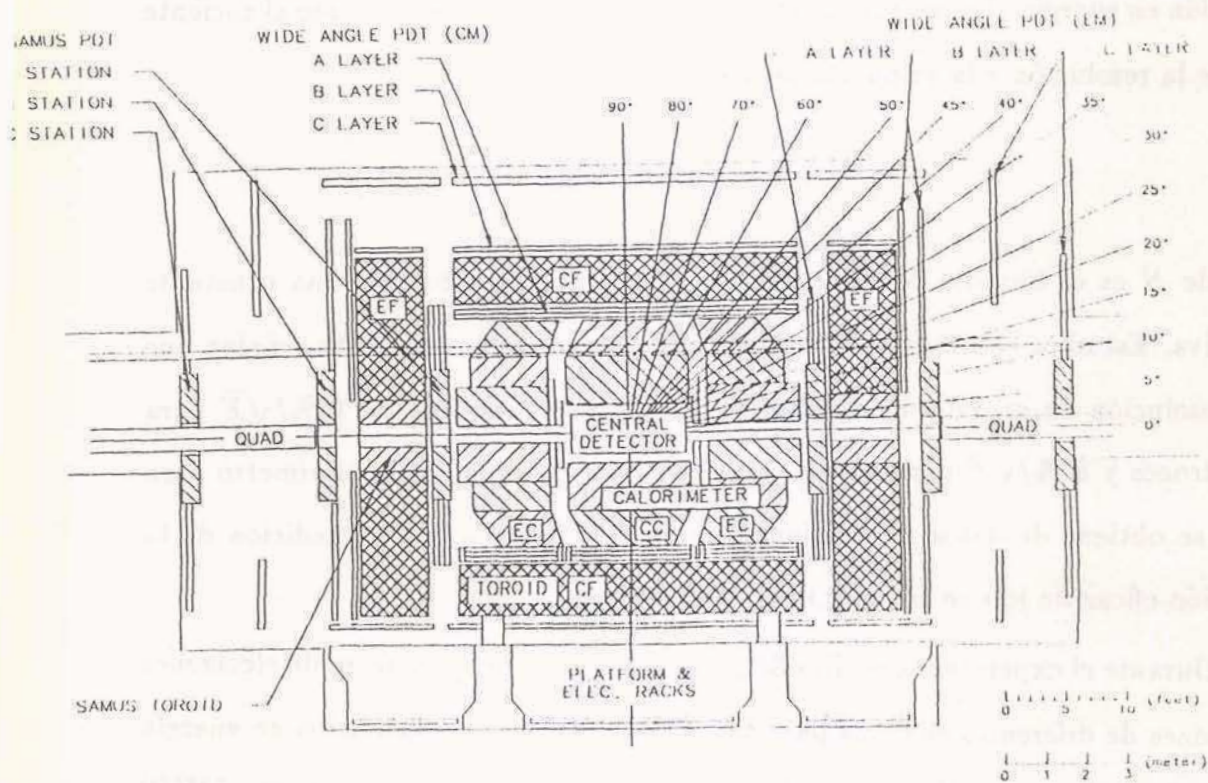 WIDE ANGLE PDT (CM)
A LAYER
B LAYER
C LAYER
WIDE ANGLE PDT (EM)
A LAYER
B LAYER
LAYER
PDT
STATION
STATION
C STATION
90°
80°
70°
60°
50°
45°
40°
35°
30°
25°
20°
15°
10°
5°
0°
EF
CF
EF
QUAD
CENTRAL
DETECTOR
QUAD
CALORIMETER
EC
CC
EC
TOROID
CF
SAMUS TOROID
PLATFORM &
ELEC. RACKS
0 5 10 (feet)
0 1 2 3 (meter)